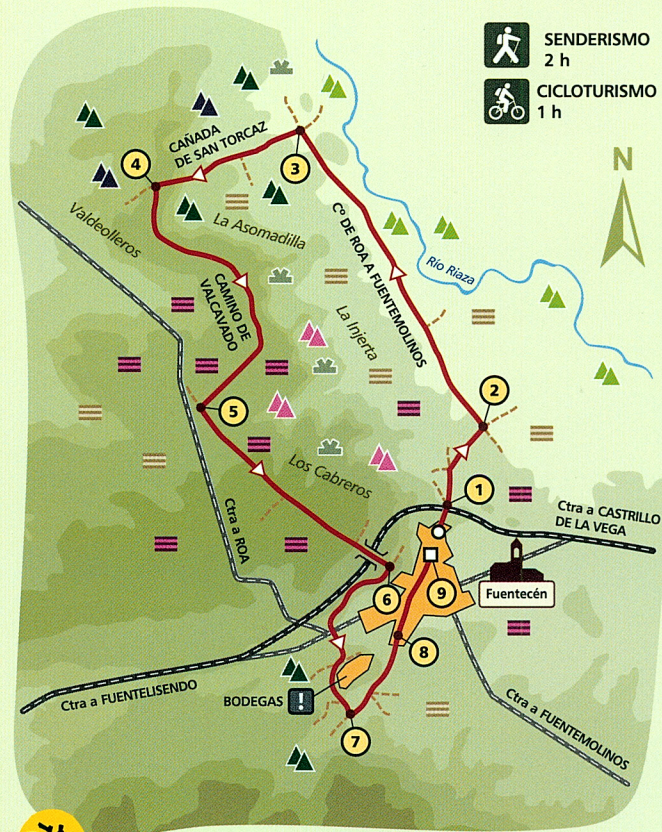 SENDERISMO
2 h
CICLOTURISMO
1 h
N
CAÑADA
DE SAN TORCAZ
3
4
Valdeolleros
La Asomadilla
Cº DE ROA A FUENTEMOLINOS
Río Riaza
CAMINO DE
VALCAVADO
La Injerta
5
2
Los Cabreros
1
Ctra a CASTRILLO
DE LA VEGA
Ctra a ROA
6
9
Fuentecén
8
Ctra a FUENTELISENDO
BODEGAS !
Ctra a FUENTEMOLINOS
7